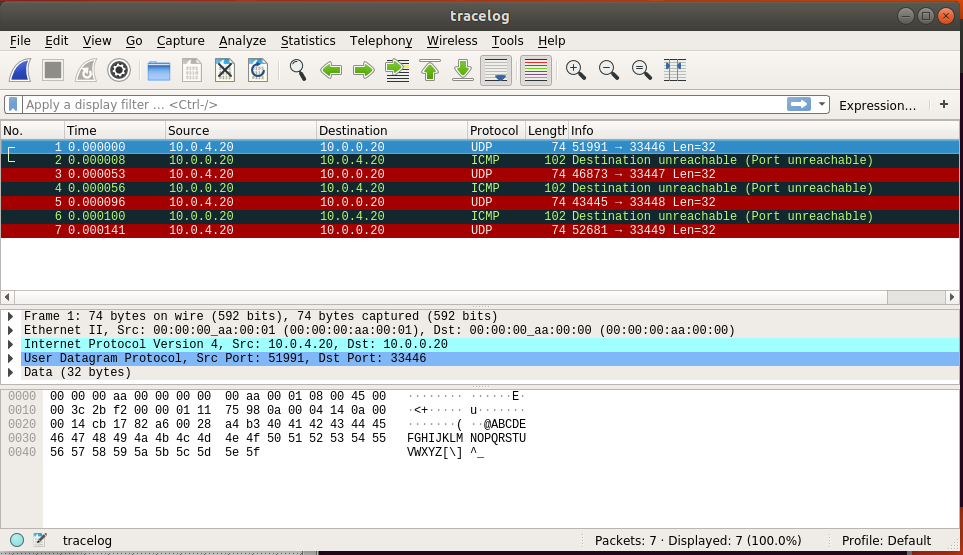 tracelog
File Edit View Go Capture Analyze Statistics Telephony Wireless Tools Help
Apply a display filter ... <Ctrl-/> Expression... +
No. Time Source Destination Protocol Length Info
1 0.000000 10.0.4.20 10.0.0.20 UDP 74 51991 → 33446 Len=32
2 0.000008 10.0.0.20 10.0.4.20 ICMP 102 Destination unreachable (Port unreachable)
3 0.000053 10.0.4.20 10.0.0.20 UDP 74 46873 → 33447 Len=32
4 0.000056 10.0.0.20 10.0.4.20 ICMP 102 Destination unreachable (Port unreachable)
5 0.000096 10.0.4.20 10.0.0.20 UDP 74 43445 → 33448 Len=32
6 0.000100 10.0.0.20 10.0.4.20 ICMP 102 Destination unreachable (Port unreachable)
7 0.000141 10.0.4.20 10.0.0.20 UDP 74 52681 → 33449 Len=32
Frame 1: 74 bytes on wire (592 bits), 74 bytes captured (592 bits)
Ethernet II, Src: 00:00:00_aa:00:01 (00:00:00:aa:00:01), Dst: 00:00:00_aa:00:00 (00:00:00:aa:00:00)
Internet Protocol Version 4, Src: 10.0.4.20, Dst: 10.0.0.20
User Datagram Protocol, Src Port: 51991, Dst Port: 33446
Data (32 bytes)
0000 00 00 00 aa 00 00 00 00 00 aa 00 01 08 00 45 00 ········ ······E·
0010 00 3c 2b f2 00 00 01 11 75 98 0a 00 04 14 0a 00 ·<+····· u·······
0020 00 14 cb 17 82 a6 00 28 a4 b3 40 41 42 43 44 45 ·······( ··@ABCDE
0030 46 47 48 49 4a 4b 4c 4d 4e 4f 50 51 52 53 54 55 FGHIJKLM NOPQRSTU
0040 56 57 58 59 5a 5b 5c 5d 5e 5f VWXYZ[\] ^_
tracelog Packets: 7 · Displayed: 7 (100.0%) Profile: Default